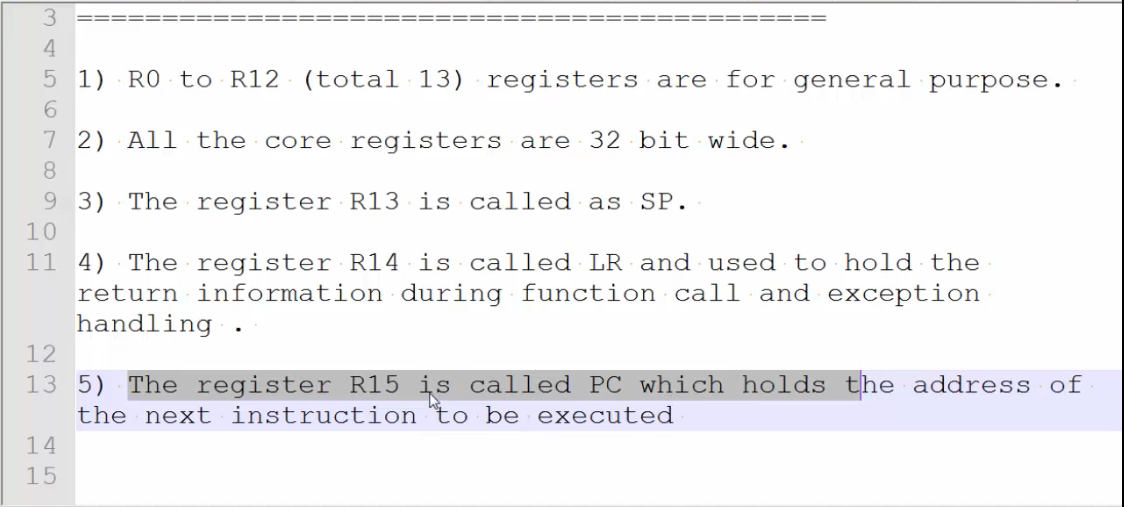 3 ============================================
4
5 1) R0 to R12 (total 13) registers are for general purpose.
6
7 2) All the core registers are 32 bit wide.
8
9 3) The register R13 is called as SP.
10
11 4) The register R14 is called LR and used to hold the
return information during function call and exception
handling .
12
13 5) The register R15 is called PC which holds the address of
the next instruction to be executed
14
15